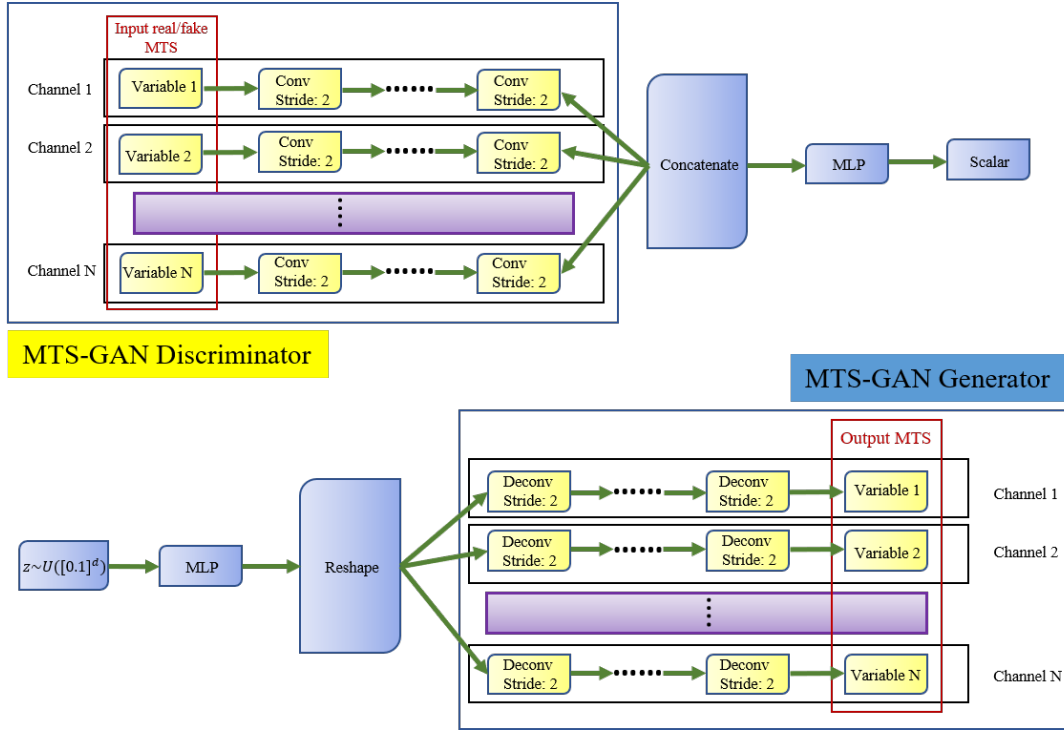 Input real/fake
MTS
Channel 1
Variable 1
Conv
Stride: 2
······
Conv
Stride: 2
Channel 2
Variable 2
Conv
Stride: 2
······
Conv
Stride: 2
Concatenate
MLP
Scalar
Channel N
Variable N
Conv
Stride: 2
······
Conv
Stride: 2
MTS-GAN Discriminator
MTS-GAN Generator
Output MTS
Deconv
Stride: 2
······
Deconv
Stride: 2
Variable 1
Channel 1
Deconv
Stride: 2
······
Deconv
Stride: 2
Variable 2
Channel 2
z~U([0.1]^d)
MLP
Reshape
Deconv
Stride: 2
······
Deconv
Stride: 2
Variable N
Channel N